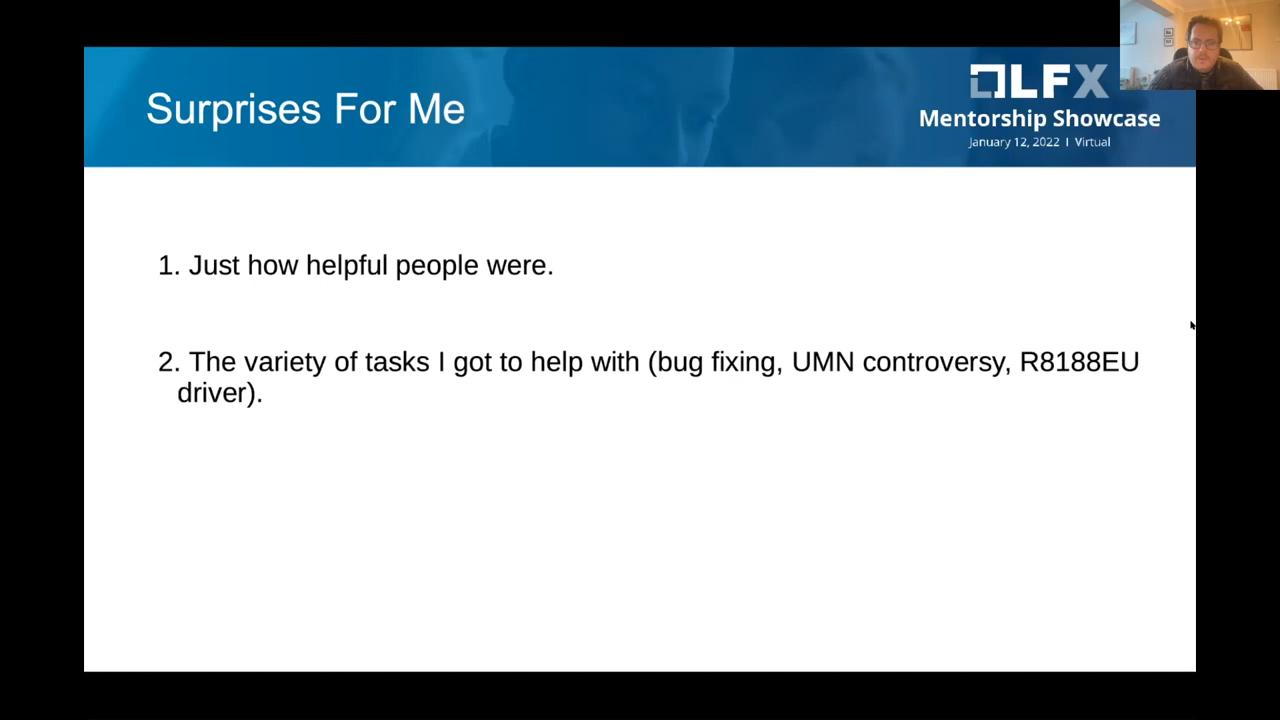 Surprises For Me
LFX
Mentorship Showcase
January 12, 2022 | Virtual
1. Just how helpful people were.
2. The variety of tasks I got to help with (bug fixing, UMN controversy, R8188EU
driver).